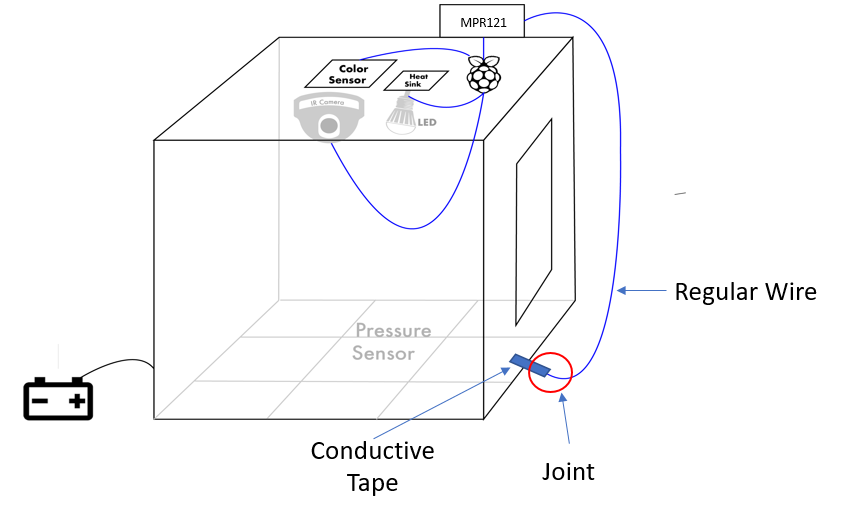 MPR121
Color
Sensor
Heat
Sink
IR Camera
LED
Regular Wire
Pressure
Sensor
Conductive
Tape
Joint